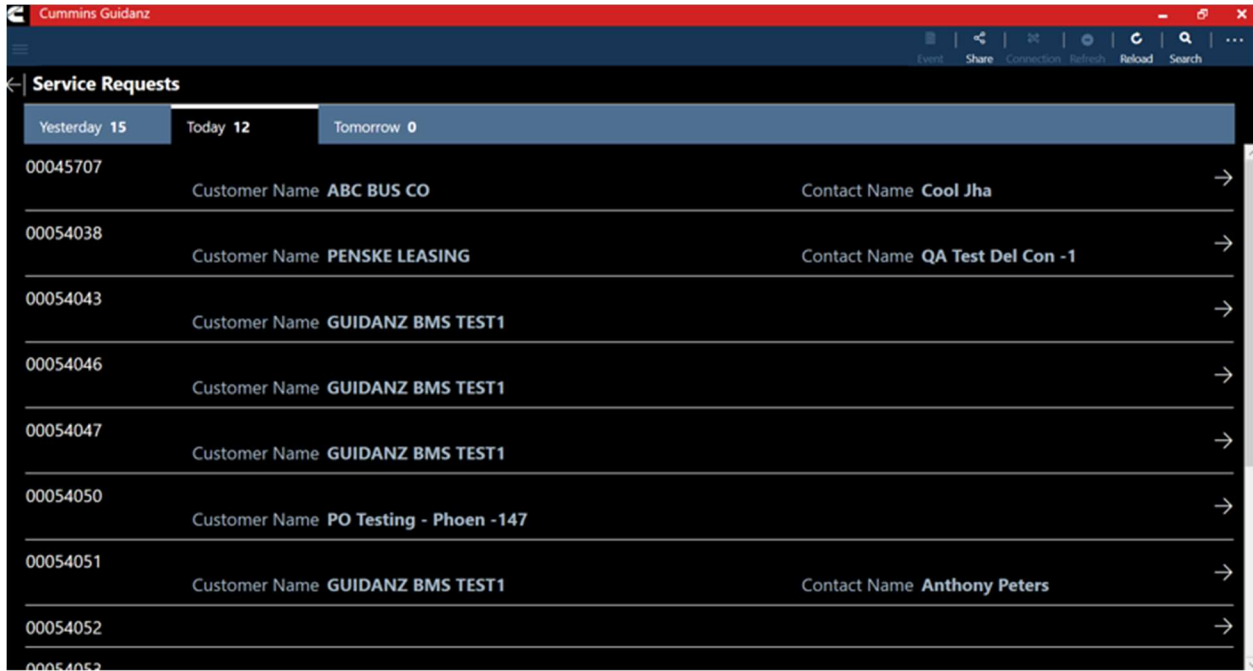 Cummins Guidanz
Event Share Connection Refresh Reload Search
Service Requests
Yesterday 15 Today 12 Tomorrow 0
00045707
Customer Name ABC BUS CO Contact Name Cool Jha
00054038
Customer Name PENSKE LEASING Contact Name QA Test Del Con -1
00054043
Customer Name GUIDANZ BMS TEST1
00054046
Customer Name GUIDANZ BMS TEST1
00054047
Customer Name GUIDANZ BMS TEST1
00054050
Customer Name PO Testing - Phoen -147
00054051
Customer Name GUIDANZ BMS TEST1 Contact Name Anthony Peters
00054052
00054053